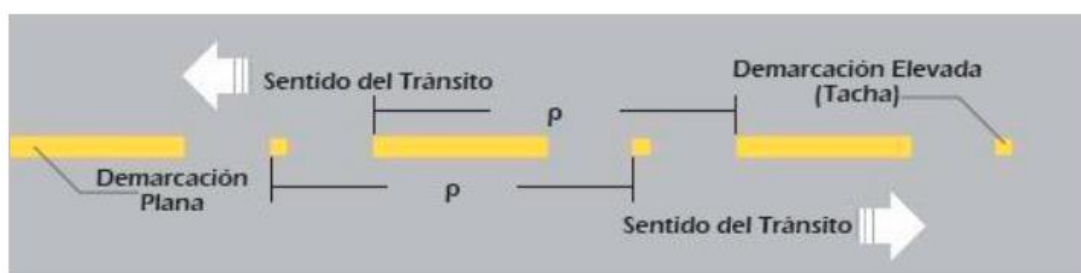 Sentido del Tránsito
Demarcación Elevada
(Tacha)
ρ
Demarcación
Plana
ρ
Sentido del Tránsito